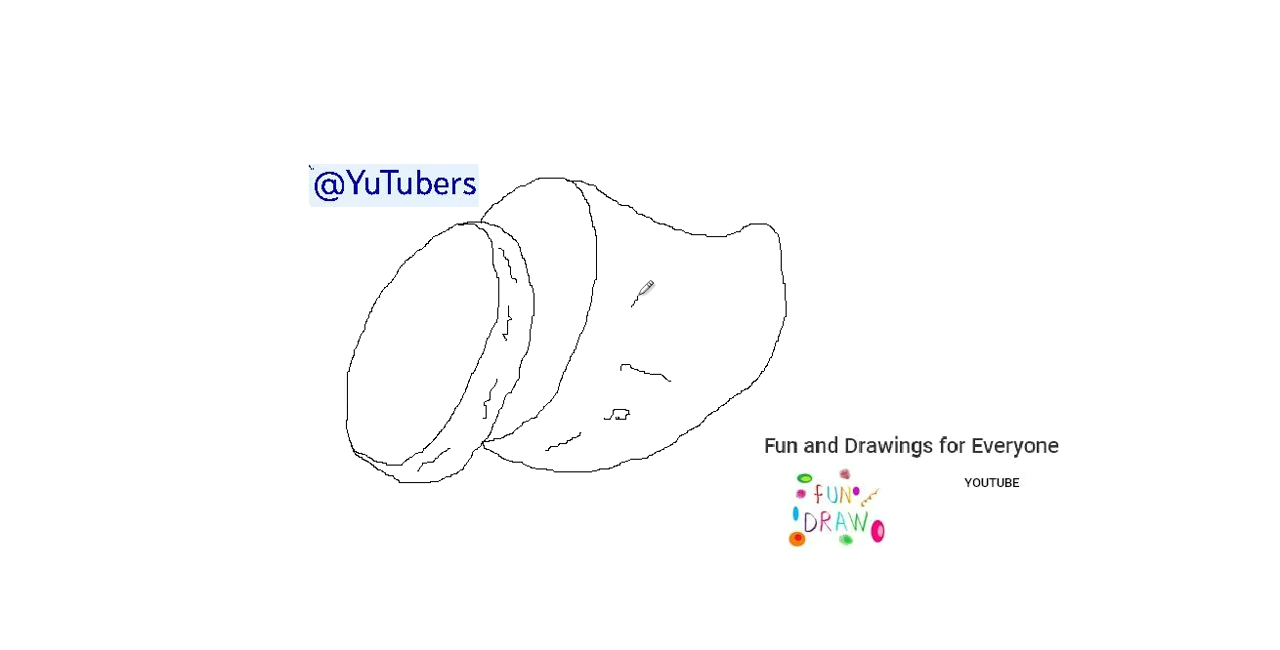 @YuTubers
Fun and Drawings for Everyone
YOUTUBE
fUN
DRAW